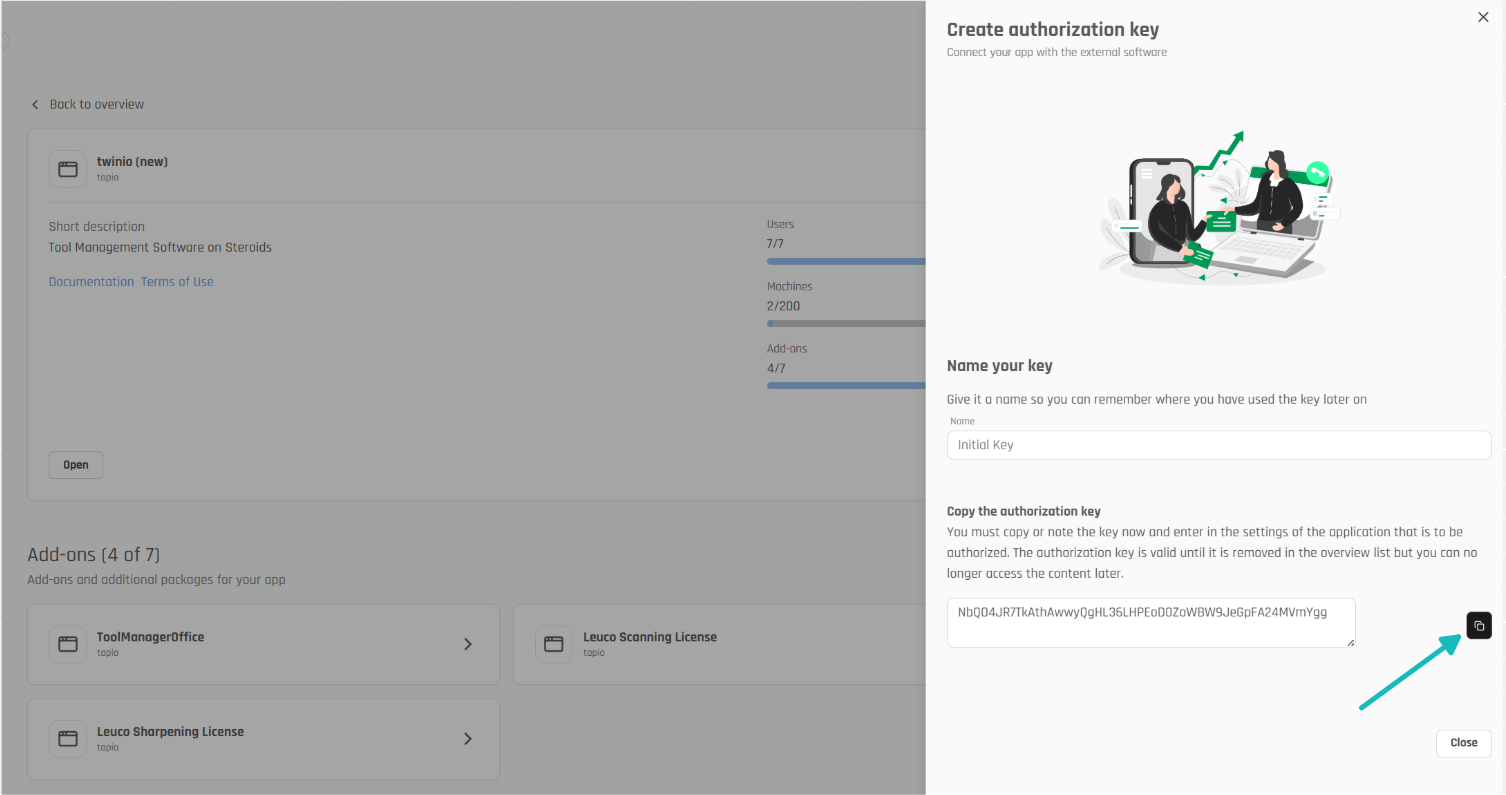 Create authorization key
Connect your app with the external software
Back to overview
twinio (new)
tapio
Short description
Tool Management Software on Steroids
Documentation Terms of Use
Users
7/7
Machines
2/200
Add-ons
4/7
Open
Add-ons (4 of 7)
Add-ons and additional packages for your app
ToolManagerOffice
tapio
Leuco Scanning License
tapio
Leuco Sharpening License
tapio
Name your key
Give it a name so you can remember where you have used the key later on
Name
Initial Key
Copy the authorization key
You must copy or note the key now and enter in the settings of the application that is to be
authorized. The authorization key is valid until it is removed in the overview list but you can no
longer access the content later.
NbQO4JR7TkAthAwwyQgHL36LHPEoD0ZoWBW9JeGpFA24MVmYgg
Close